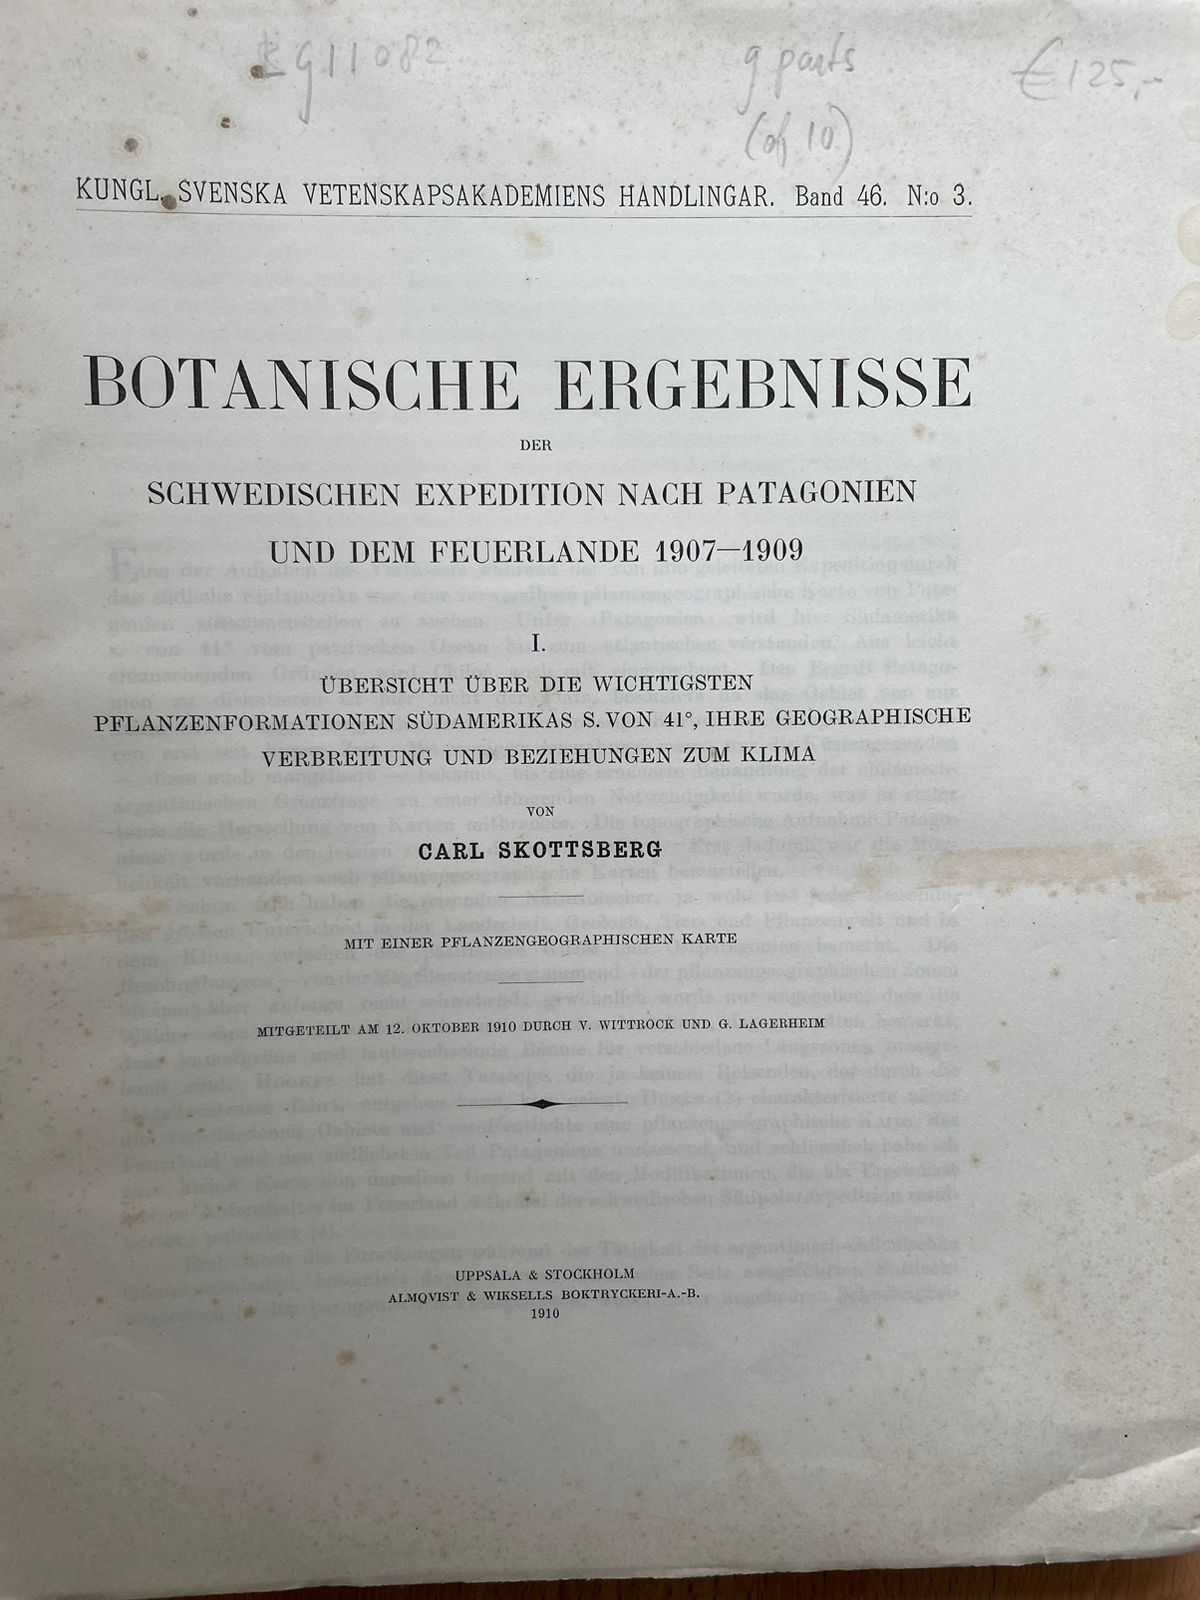 g11082
9 parts
(of 10)
€ 125,-
KUNGL. SVENSKA VETENSKAPSAKADEMIENS HANDLINGAR. Band 46. N:o 3.
BOTANISCHE ERGEBNISSE
DER
SCHWEDISCHEN EXPEDITION NACH PATAGONIEN
UND DEM FEUERLANDE 1907—1909
I.
ÜBERSICHT ÜBER DIE WICHTIGSTEN
PFLANZENFORMATIONEN SÜDAMERIKAS S. VON 41°, IHRE GEOGRAPHISCHE
VERBREITUNG UND BEZIEHUNGEN ZUM KLIMA
VON
CARL SKOTTSBERG
MIT EINER PFLANZENGEOGRAPHISCHEN KARTE
MITGETEILT AM 12. OKTOBER 1910 DURCH V. WITTROCK UND G. LAGERHEIM
UPPSALA & STOCKHOLM
ALMQVIST & WIKSELLS BOKTRYCKERI-A.-B.
1910